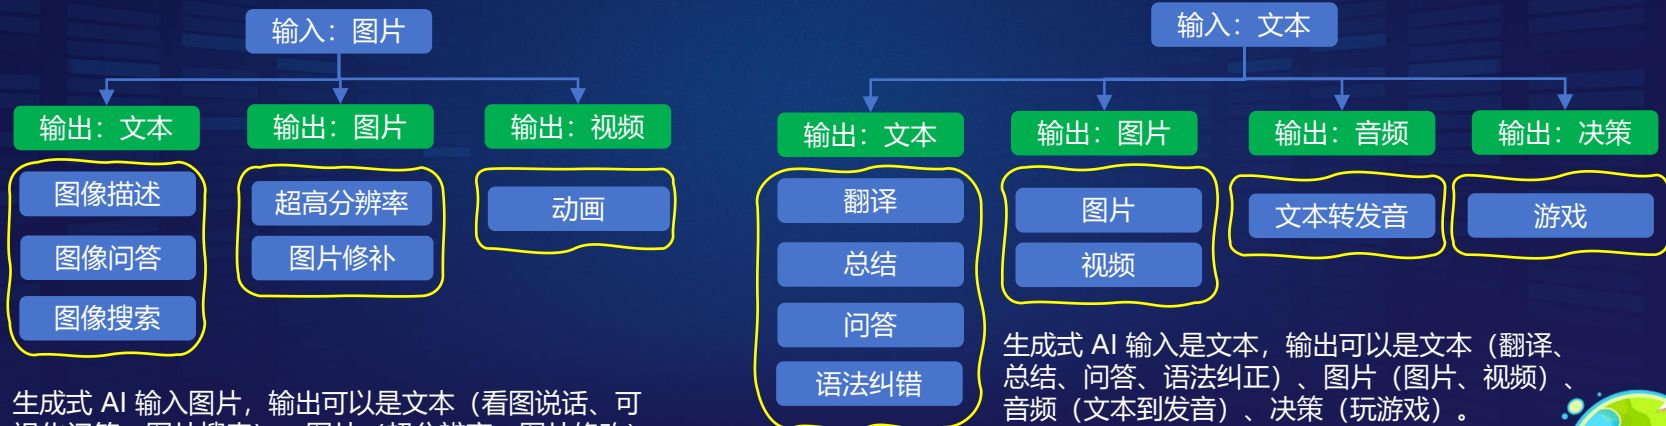 输入：图片
输出：文本
输出：图片
输出：视频
图像描述
图像问答
图像搜索
超高分辨率
图片修补
动画
生成式 AI 输入图片，输出可以是文本（看图说话、可
输入：文本
输出：文本
输出：图片
输出：音频
输出：决策
翻译
总结
问答
语法纠错
图片
视频
文本转发音
游戏
生成式 AI 输入是文本，输出可以是文本（翻译、
总结、问答、语法纠正）、图片（图片、视频）、
音频（文本到发音）、决策（玩游戏）。